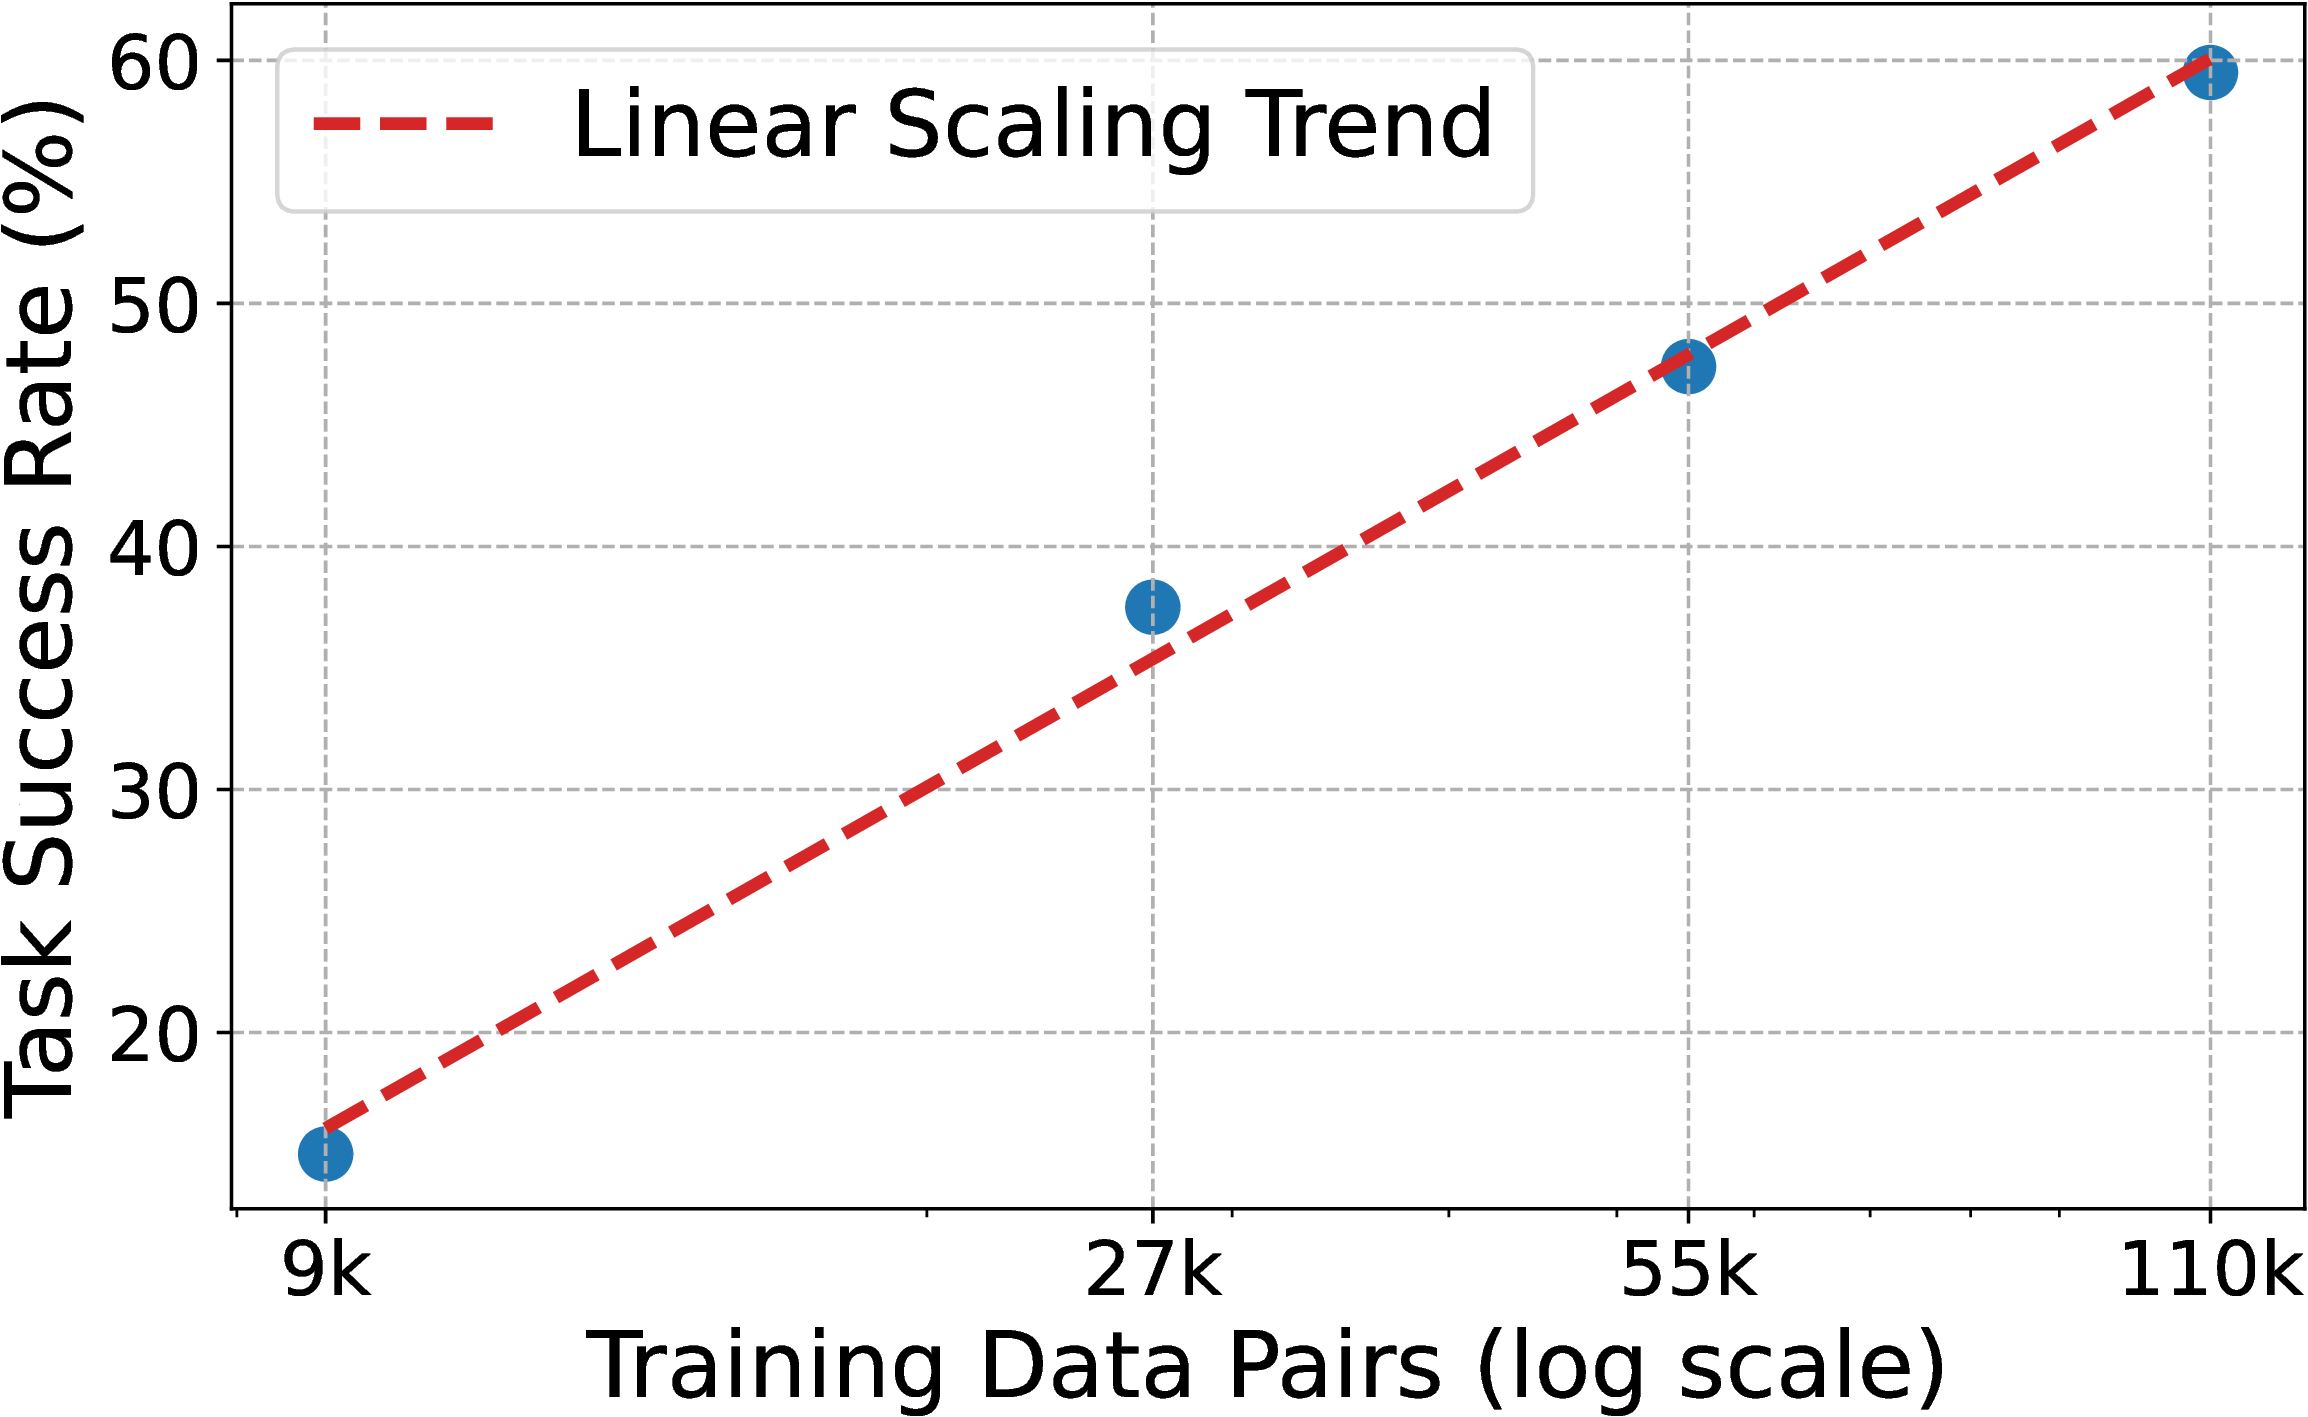 Task Success Rate (%)
60
50
40
30
20
Linear Scaling Trend
9k 27k 55k 110k
Training Data Pairs (log scale)